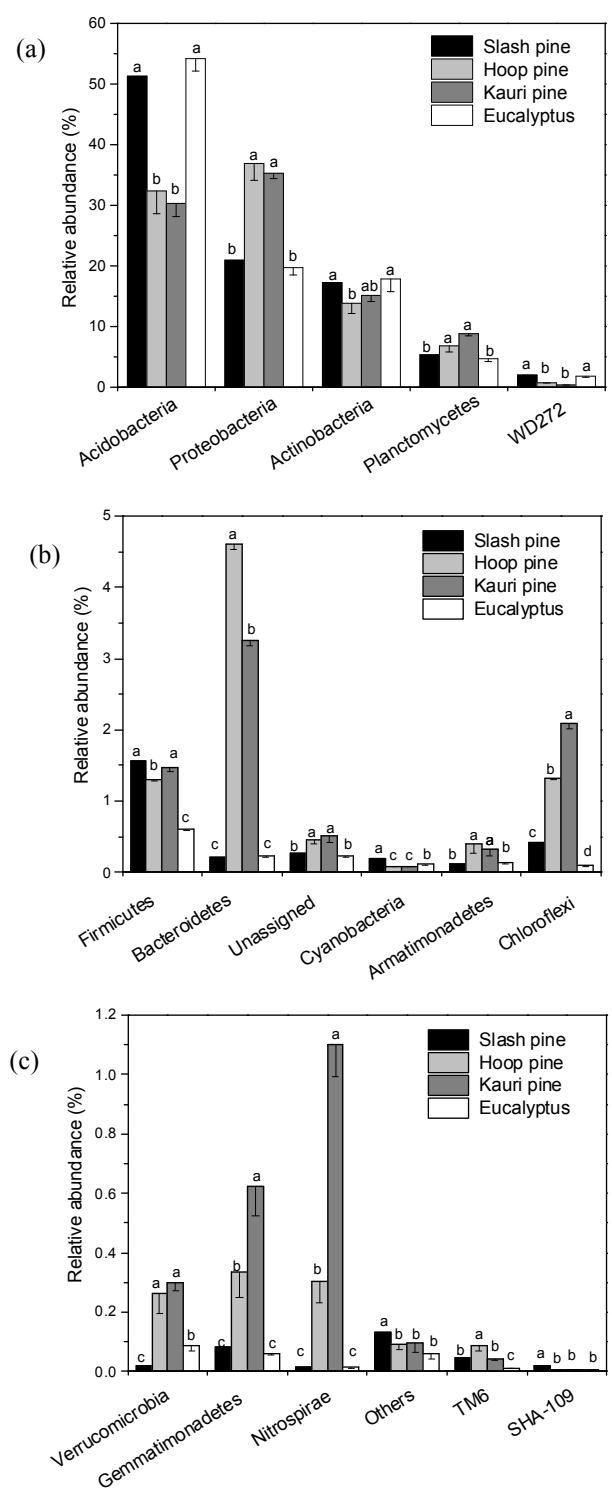 (a)
Relative abundance (%)
60
50
40
30
20
10
0
Slash pine
Hoop pine
Kauri pine
Eucalyptus
a b b a
b a a b
a b ab a
b a a b
a b b a
Acidobacteria
Proteobacteria
Actinobacteria
Planctomycetes
WD272
(b)
Relative abundance (%)
5
4
3
2
1
0
Slash pine
Hoop pine
Kauri pine
Eucalyptus
a b a c
c a b c
b a a b
a c c b
b a a b
c b a d
Firmicutes
Bacteroidetes
Unassigned
Cyanobacteria
Armatimonadetes
Chloroflexi
(c)
Relative abundance (%)
1.2
1.0
0.8
0.6
0.4
0.2
0.0
Slash pine
Hoop pine
Kauri pine
Eucalyptus
c a a b
c b a c
c b a c
a b b b
b a b c
a b b b
Verrucomicrobia
Gemmatimonadetes
Nitrospirae
Others
TM6
SHA-109